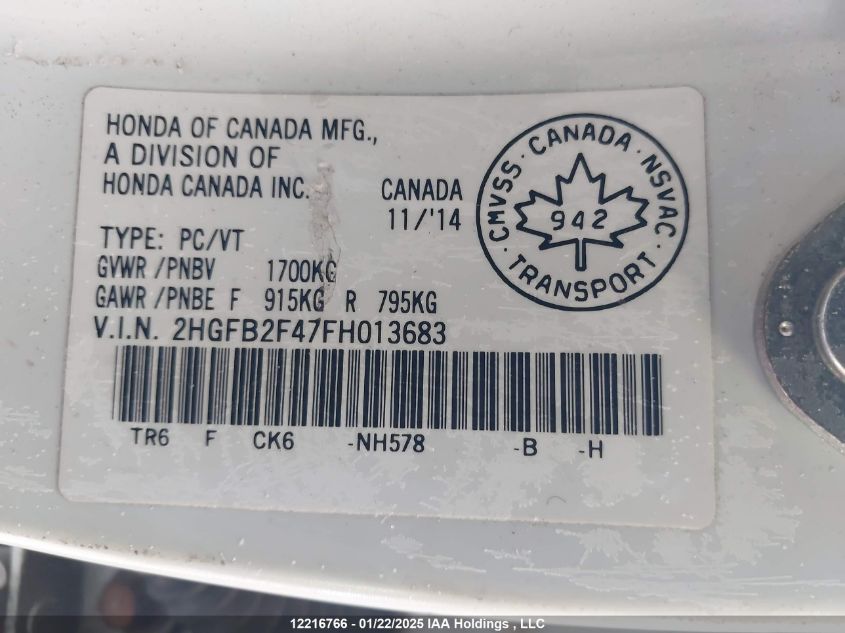 HONDA OF CANADA MFG.,
A DIVISION OF
HONDA CANADA INC.
CANADA
11/'14
TYPE: PC/VT
GVWR /PNBV 1700KG
GAWR /PNBE F 915KG R 795KG
V.I.N. 2HGFB2F47FH013683
TR6 F CK6 -NH578 -B -H
CMVSS · CANADA · NSVAC · TRANSPORT ·
942
12216766 - 01/22/2025 IAA Holdings , LLC